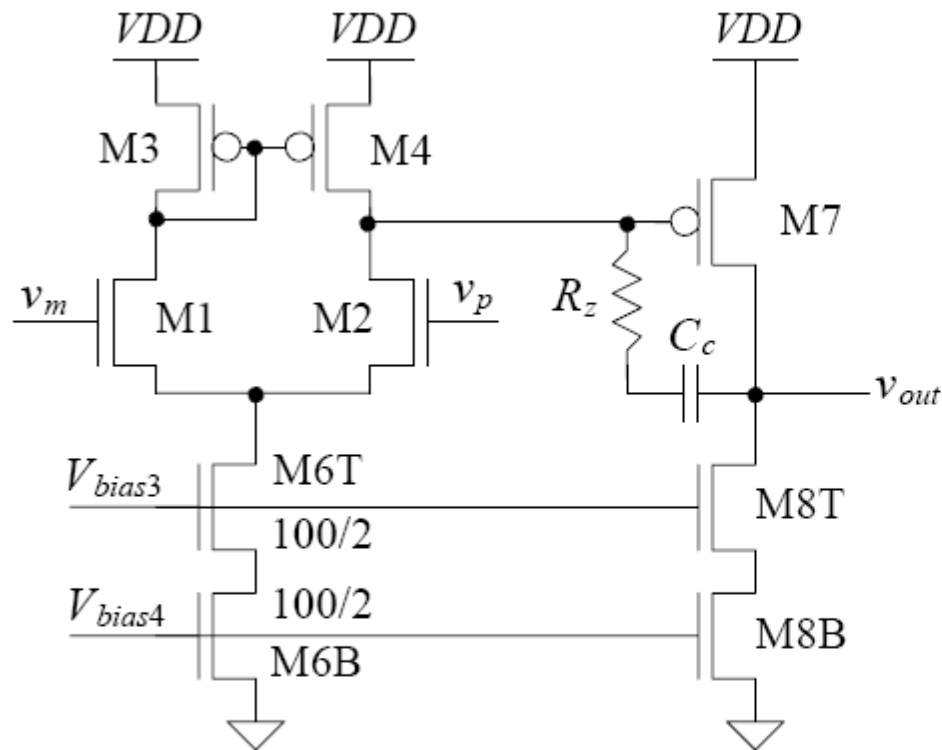 VDD VDD VDD
M3 M4
M7
v_m M1 M2 v_p R_z
C_c
v_out
M6T
V_bias3 M8T
100/2
100/2
V_bias4 M8B
M6B